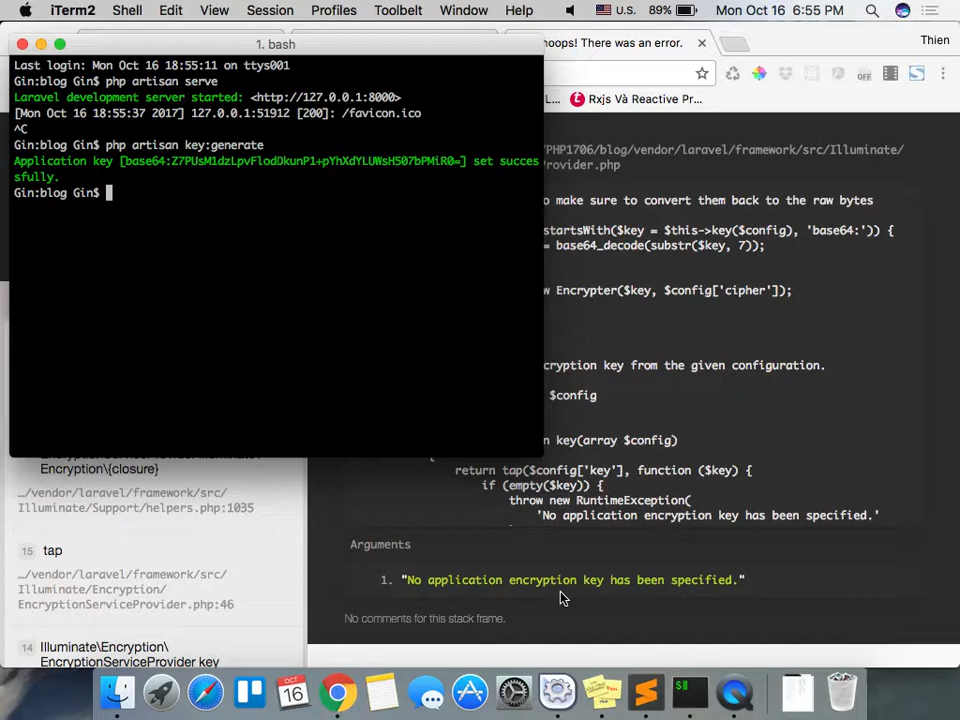 iTerm2 Shell Edit View Session Profiles Toolbelt Window Help U.S. 89% Mon Oct 16 6:55 PM
1. bash
hoops! There was an error.
Thien
L... Rxjs Và Reactive Pr...
Last login: Mon Oct 16 18:55:11 on ttys001
Gin:blog Gin$ php artisan serve
Laravel development server started: <http://127.0.0.1:8000>
[Mon Oct 16 18:55:37 2017] 127.0.0.1:51912 [200]: /favicon.ico
^C
Gin:blog Gin$ php artisan key:generate
Application key [base64:Z7PUsM1dzLpvFlodDkunP1+pYhXdYLUWsH507bPMiR0=] set succes
sfully.
Gin:blog Gin$
PHP1706/blog/vendor/laravel/framework/src/Illuminate/
Provider.php
o make sure to convert them back to the raw bytes
startsWith($key = $this->key($config), 'base64:')) {
= base64_decode(substr($key, 7));
w Encrypter($key, $config['cipher']);
cryption key from the given configuration.
$config
n key(array $config)
{
return tap($config['key'], function ($key) {
if (empty($key)) {
throw new RuntimeException(
'No application encryption key has been specified.'
Arguments
1. "No application encryption key has been specified."
No comments for this stack frame.
Encryption\{closure}
…/vendor/laravel/framework/src/
Illuminate/Support/helpers.php:1035
15 tap
…/vendor/laravel/framework/src/
Illuminate/Encryption/
EncryptionServiceProvider.php:46
14 Illuminate\Encryption\
EncryptionServiceProvider key
OCT
16